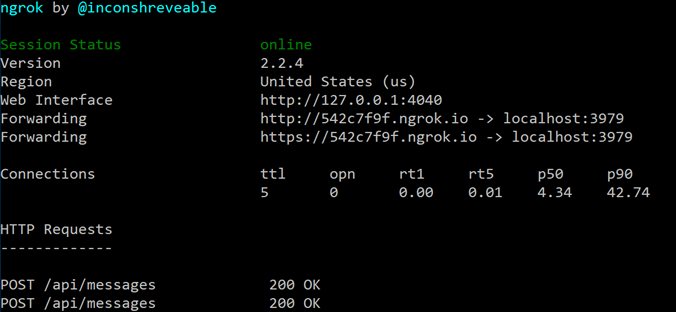 ngrok by @inconshreveable
Session Status online
Version 2.2.4
Region United States (us)
Web Interface http://127.0.0.1:4040
Forwarding http://542c7f9f.ngrok.io -> localhost:3979
Forwarding https://542c7f9f.ngrok.io -> localhost:3979
Connections ttl opn rt1 rt5 p50 p90
5 0 0.00 0.01 4.34 42.74
HTTP Requests
-------------
POST /api/messages 200 OK
POST /api/messages 200 OK